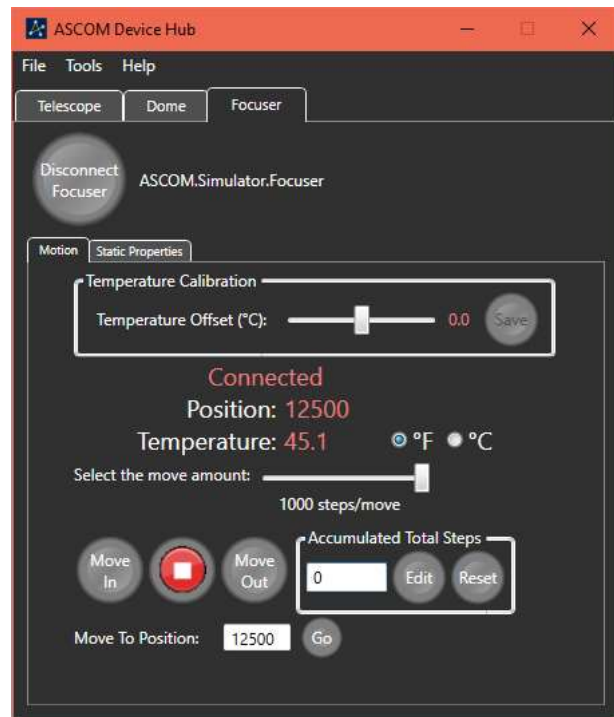 ASCOM Device Hub
File Tools Help
Telescope Dome Focuser
Disconnect
Focuser
ASCOM.Simulator.Focuser
Motion Static Properties
Temperature Calibration
Temperature Offset (°C): 0.0 Save
Connected
Position: 12500
Temperature: 45.1 °F °C
Select the move amount:
1000 steps/move
Accumulated Total Steps
Move
In
Move
Out
0 Edit Reset
Move To Position: 12500 Go